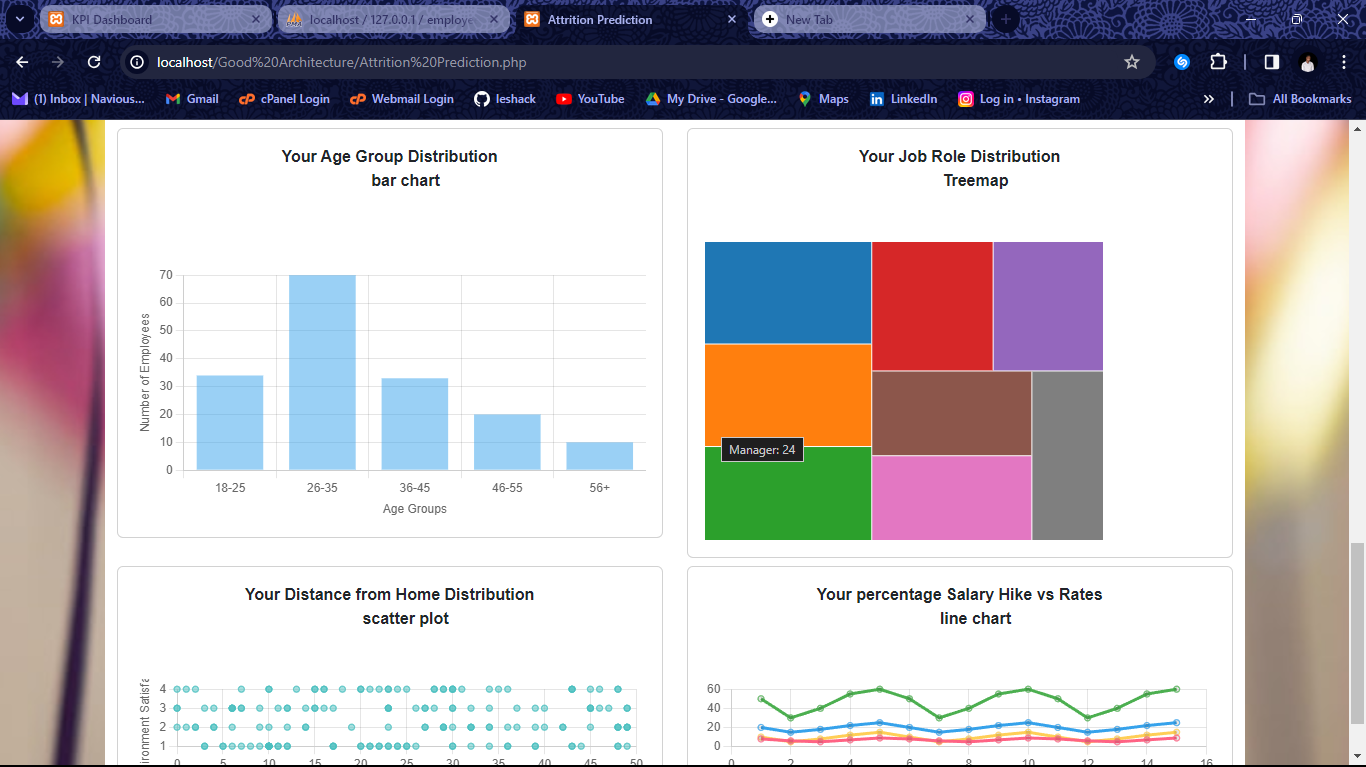 KPI Dashboard
localhost / 127.0.0.1 / employe
Attrition Prediction
New Tab
localhost/Good%20Architecture/Attrition%20Prediction.php
(1) Inbox | Navious...
Gmail
cPanel Login
Webmail Login
leshack
YouTube
My Drive - Google...
Maps
LinkedIn
Log in • Instagram
»
All Bookmarks
Your Age Group Distribution
bar chart
70
60
50
40
30
20
10
0
Number of Employees
18-25 26-35 36-45 46-55 56+
Age Groups
Your Job Role Distribution
Treemap
Manager: 24
Your Distance from Home Distribution
scatter plot
4
3
2
1
ironment Satisfa
0 5 10 15 20 25 30 35 40 45 50
Your percentage Salary Hike vs Rates
line chart
60
40
20
0
0 2 4 6 8 10 12 14 16